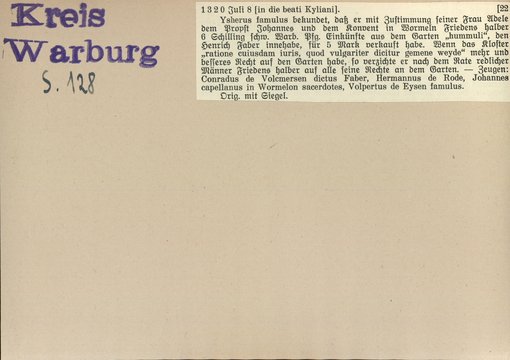 Kreis
Warburg
S. 128
1320 Juli 8 [in die beati Kyliani]. [22
Ysherus famulus bekundet, daß er mit Zustimmung seiner Frau Adele
dem Propst Johannes und dem Konvent in Wormeln Friedens halber
6 Schilling schw. Warb. Pfg. Einkünfte aus dem Garten „hummuli“, den
Henrich Faber innehabe, für 5 Mark verkauft habe. Wenn das Kloster
„ratione cuiusdam iuris, quod vulgariter dicitur gemene weyde“ mehr und
besseres Recht auf den Garten habe, so verzichte er nach dem Rate redlicher
Männer Friedens halber auf alle seine Rechte an dem Garten. — Zeugen:
Conradus de Volcmersen dictus Faber, Hermannus de Rode, Johannes
capellanus in Wormelon sacerdotes, Volpertus de Eysen famulus.
Orig. mit Siegel.